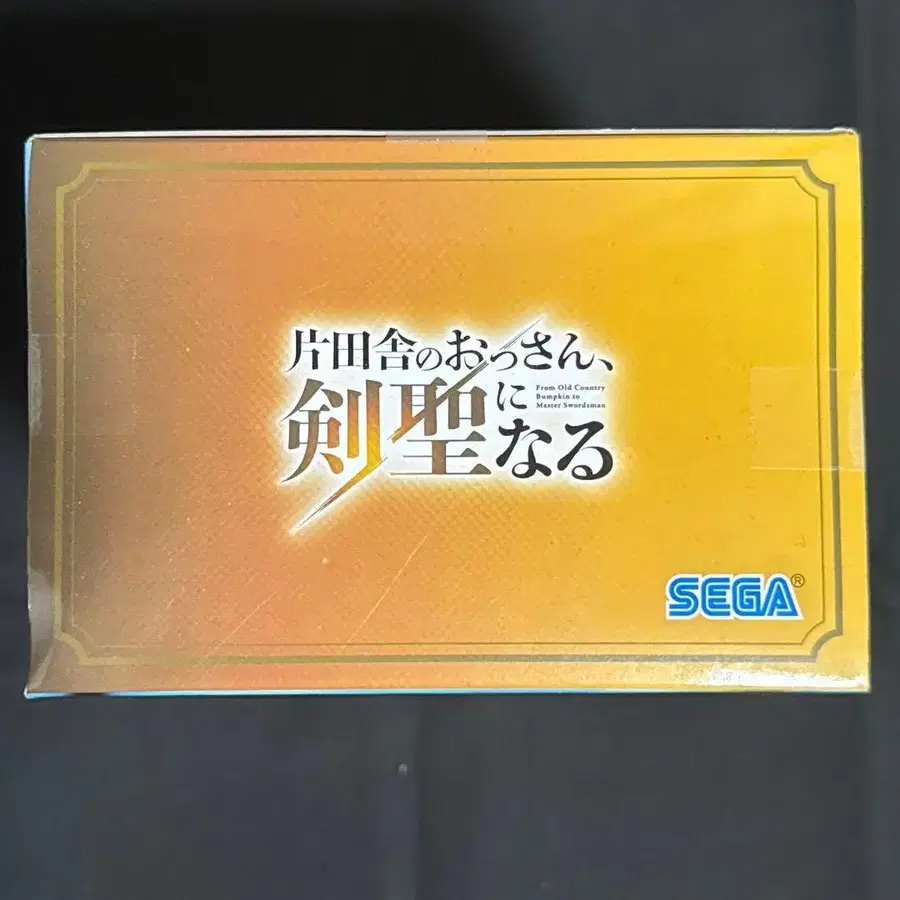 片田舎のおっさん、
剣聖になる
From Old Country
Bumpkin to
Master Swordsman
SEGA®